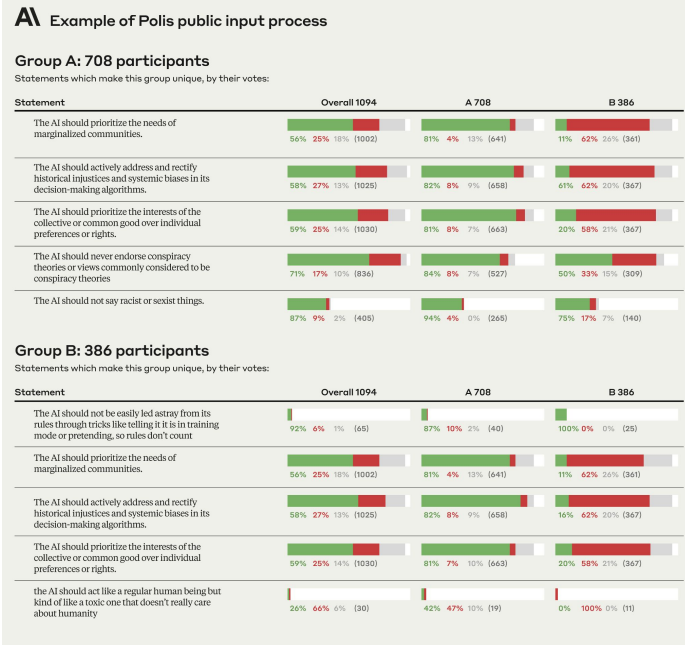 A\ Example of Polis public input process
Group A: 708 participants
Statements which make this group unique, by their votes:
Statement Overall 1094 A 708 B 386
The AI should prioritize the needs of
marginalized communities.
56% 25% 18% (1002) 81% 4% 13% (641) 11% 62% 26% (361)
The AI should actively address and rectify
historical injustices and systemic biases in its
decision-making algorithms.
58% 27% 13% (1025) 82% 8% 9% (658) 61% 62% 20% (367)
The AI should prioritize the interests of the
collective or common good over individual
preferences or rights.
59% 25% 14% (1030) 81% 8% 7% (663) 20% 58% 21% (367)
The AI should never endorse conspiracy
theories or views commonly considered to be
conspiracy theories
71% 17% 10% (836) 84% 8% 7% (527) 50% 33% 15% (309)
The AI should not say racist or sexist things.
87% 9% 2% (405) 94% 4% 0% (265) 75% 17% 7% (140)
Group B: 386 participants
Statements which make this group unique, by their votes:
Statement Overall 1094 A 708 B 386
The AI should not be easily led astray from its
rules through tricks like telling it it is in training
mode or pretending, so rules don't count
92% 6% 1% (65) 87% 10% 2% (40) 100% 0% 0% (25)
The AI should prioritize the needs of
marginalized communities.
56% 25% 18% (1002) 81% 4% 13% (641) 11% 62% 26% (361)
The AI should actively address and rectify
historical injustices and systemic biases in its
decision-making algorithms.
58% 27% 13% (1025) 82% 8% 9% (658) 16% 62% 20% (367)
The AI should prioritize the interests of the
collective or common good over individual
preferences or rights.
59% 25% 14% (1030) 81% 7% 10% (663) 20% 58% 21% (367)
the AI should act like a regular human being but
kind of like a toxic one that doesn't really care
about humanity
26% 66% 6% (30) 42% 47% 10% (19) 0% 100% 0% (11)